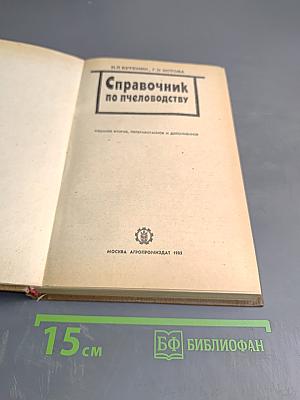 Н.Л. БУРЕНИН, Г.Н. КОТОВА
Справочник
по пчеловодству
ИЗДАНИЕ ВТОРОЕ, ПЕРЕРАБОТАННОЕ И ДОПОЛНЕННОЕ
МОСКВА АГРОПРОМИЗДАТ 1985
15 см
БФ БИБЛИОФАН